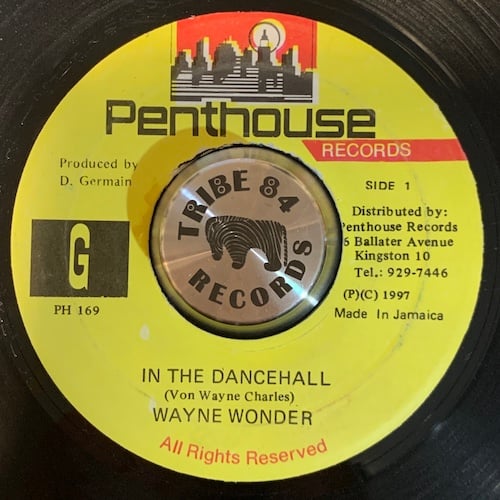 Penthouse
RECORDS
Produced by
D. Germain
SIDE 1
Distributed by:
Penthouse Records
6 Ballater Avenue
Kingston 10
Tel.: 929-7446
(P)(C) 1997
Made In Jamaica
G
PH 169
TRIBE 84
RECORDS
IN THE DANCEHALL
(Von Wayne Charles)
WAYNE WONDER
All Rights Reserved